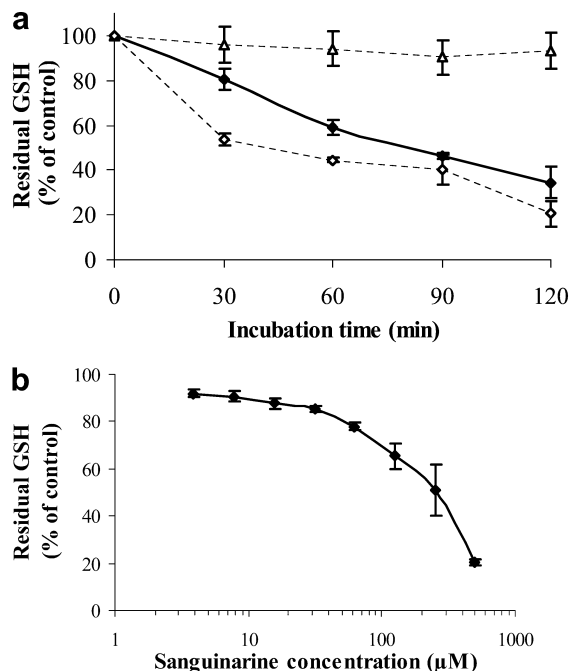 a
100
80
60
40
20
0
Residual GSH
(% of control)
0 30 60 90 120
Incubation time (min)
b
100
80
60
40
20
0
Residual GSH
(% of control)
1 10 100 1000
Sanguinarine concentration (µM)